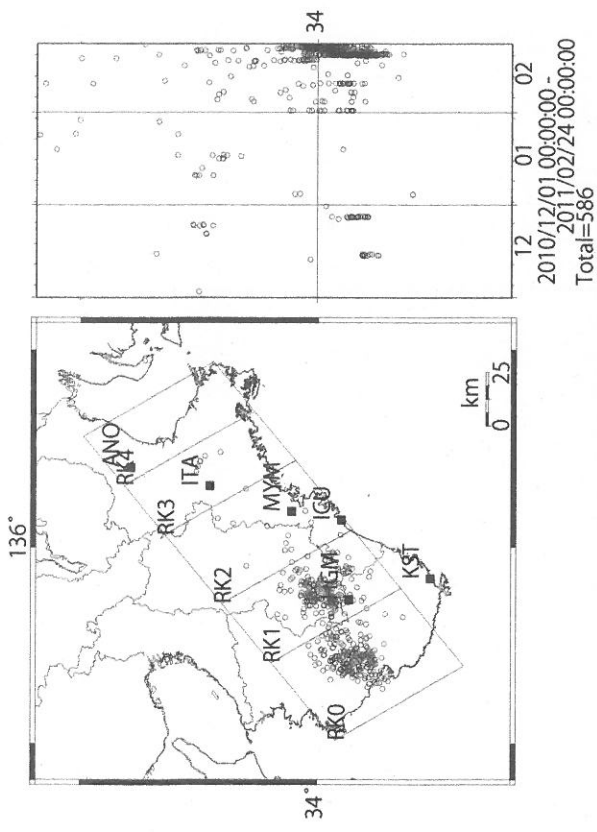 136°
34°
ANO
RK4
ITA
RK3
MYM
ICU
RK2
GM
RK1
KST
RK0
km
0 25
34
12 01 02
2010/12/01 00:00:00 -
2011/02/24 00:00:00
Total=586